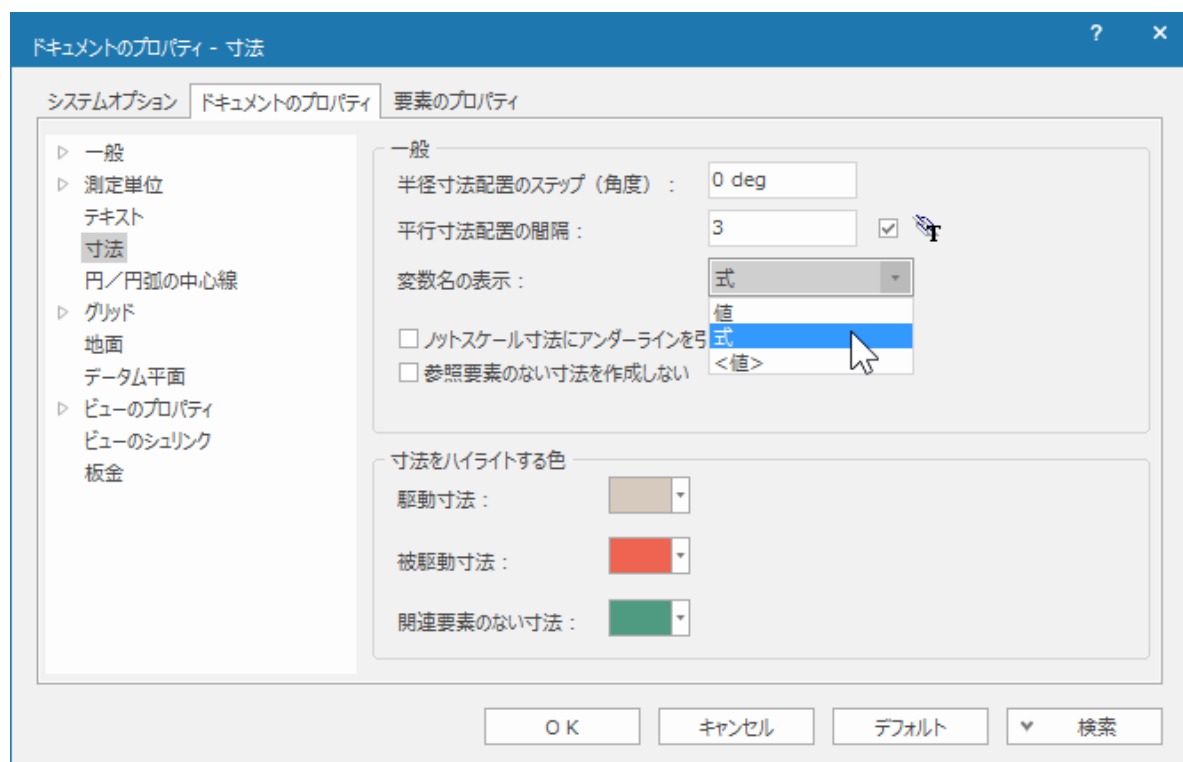 ドキュメントのプロパティ - 寸法
? ×
システムオプション ドキュメントのプロパティ 要素のプロパティ
一般
測定単位
テキスト
寸法
円／円弧の中心線
グリッド
地面
データム平面
ビューのプロパティ
ビューのシュリンク
板金
一般
半径寸法配置のステップ（角度）： 0 deg
平行寸法配置の間隔： 3
変数名の表示： 式
値
式
<値>
ノットスケール寸法にアンダーラインを引
参照要素のない寸法を作成しない
寸法をハイライトする色
駆動寸法：
被駆動寸法：
関連要素のない寸法：
OK キャンセル デフォルト 検索